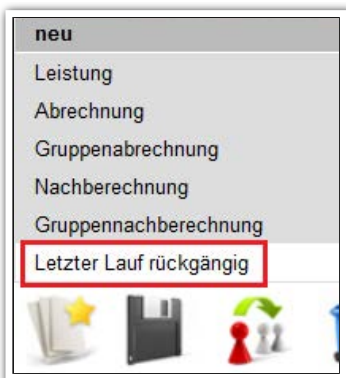 neu
Leistung
Abrechnung
Gruppenabrechnung
Nachberechnung
Gruppennachberechnung
Letzter Lauf rückgängig